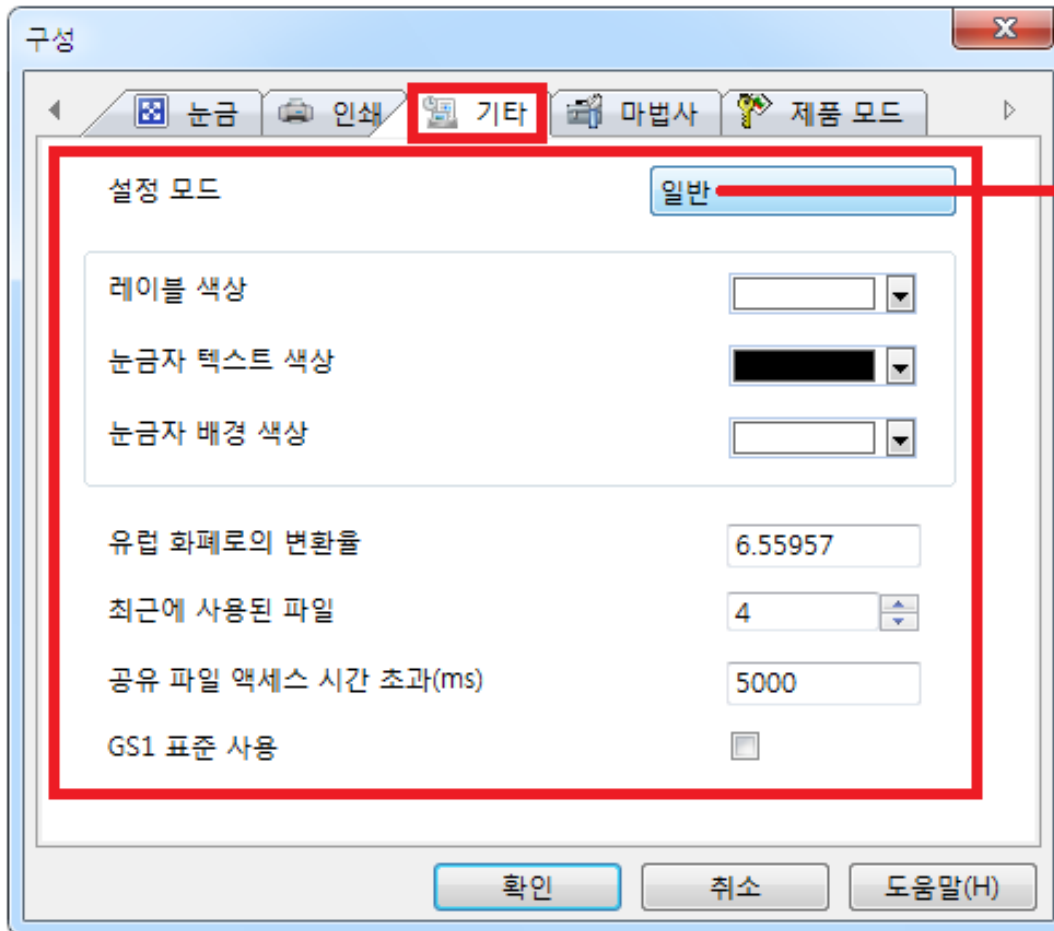 구성
눈금 인쇄 기타 마법사 제품 모드
설정 모드 일반
레이블 색상
눈금자 텍스트 색상
눈금자 배경 색상
유럽 화폐로의 변환율 6.55957
최근에 사용된 파일 4
공유 파일 액세스 시간 초과(ms) 5000
GS1 표준 사용
확인 취소 도움말(H)